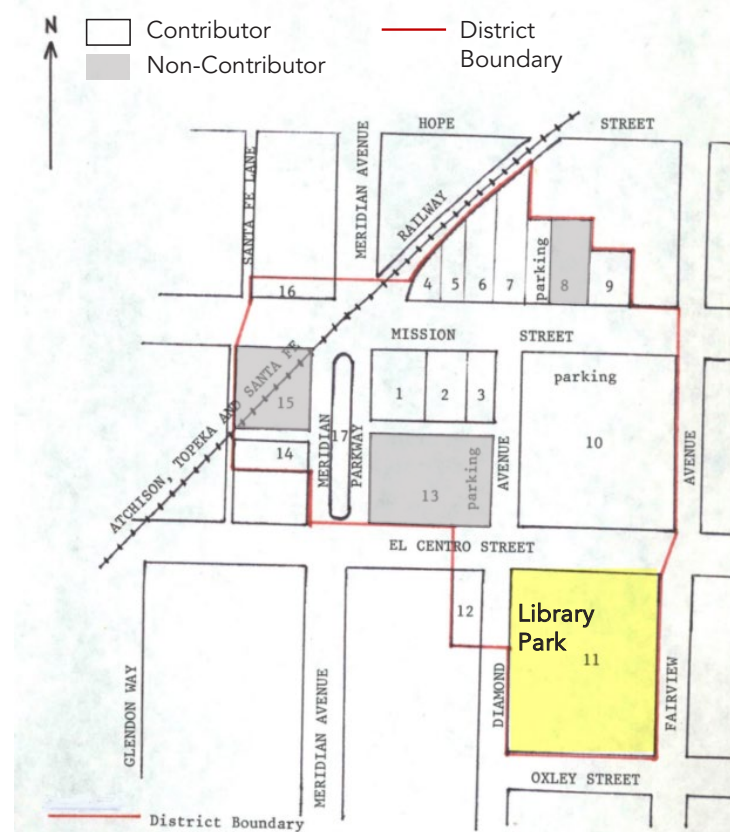 N
Contributor
Non-Contributor
District
Boundary
HOPE
STREET
SANTA FE LANE
MERIDIAN AVENUE
RAILWAY
16
4
5
6
7
parking
8
9
MISSION
STREET
ATCHISON, TOPEKA AND SANTA FE
15
1
2
3
parking
10
14
MERIDIAN
17
PARKWAY
13
parking
AVENUE
AVENUE
EL CENTRO STREET
12
Library
Park
11
GLENDON WAY
MERIDIAN AVENUE
DIAMOND
FAIRVIEW
OXLEY STREET
District Boundary